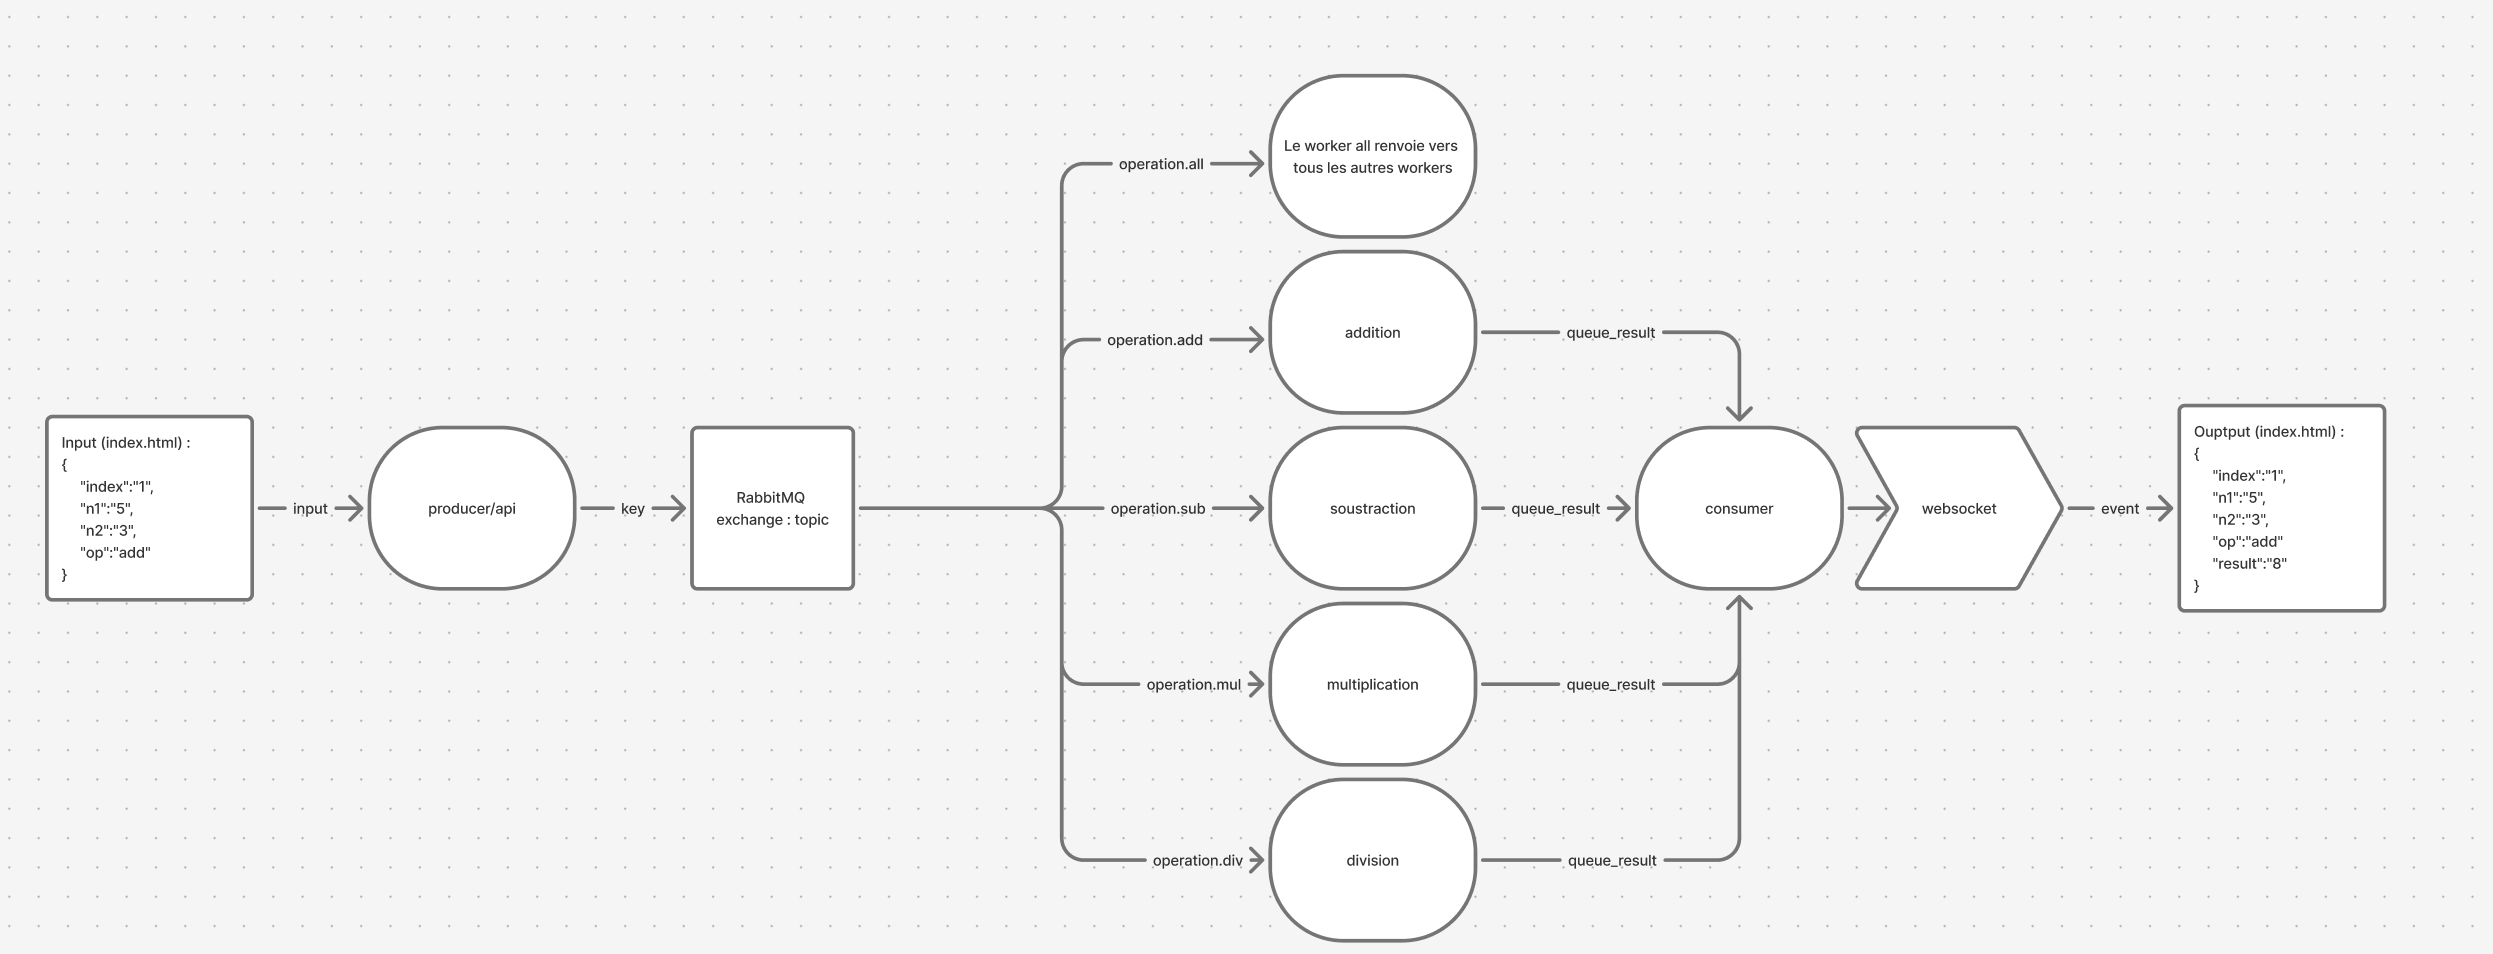 Input (index.html) :
{
"index":"1",
"n1":"5",
"n2":"3",
"op":"add"
}
input
producer/api
key
RabbitMQ
exchange : topic
operation.all
Le worker all renvoie vers
tous les autres workers
operation.add
addition
queue_result
operation.sub
soustraction
queue_result
operation.mul
multiplication
queue_result
operation.div
division
queue_result
consumer
websocket
event
Ouptput (index.html) :
{
"index":"1",
"n1":"5",
"n2":"3",
"op":"add"
"result":"8"
}